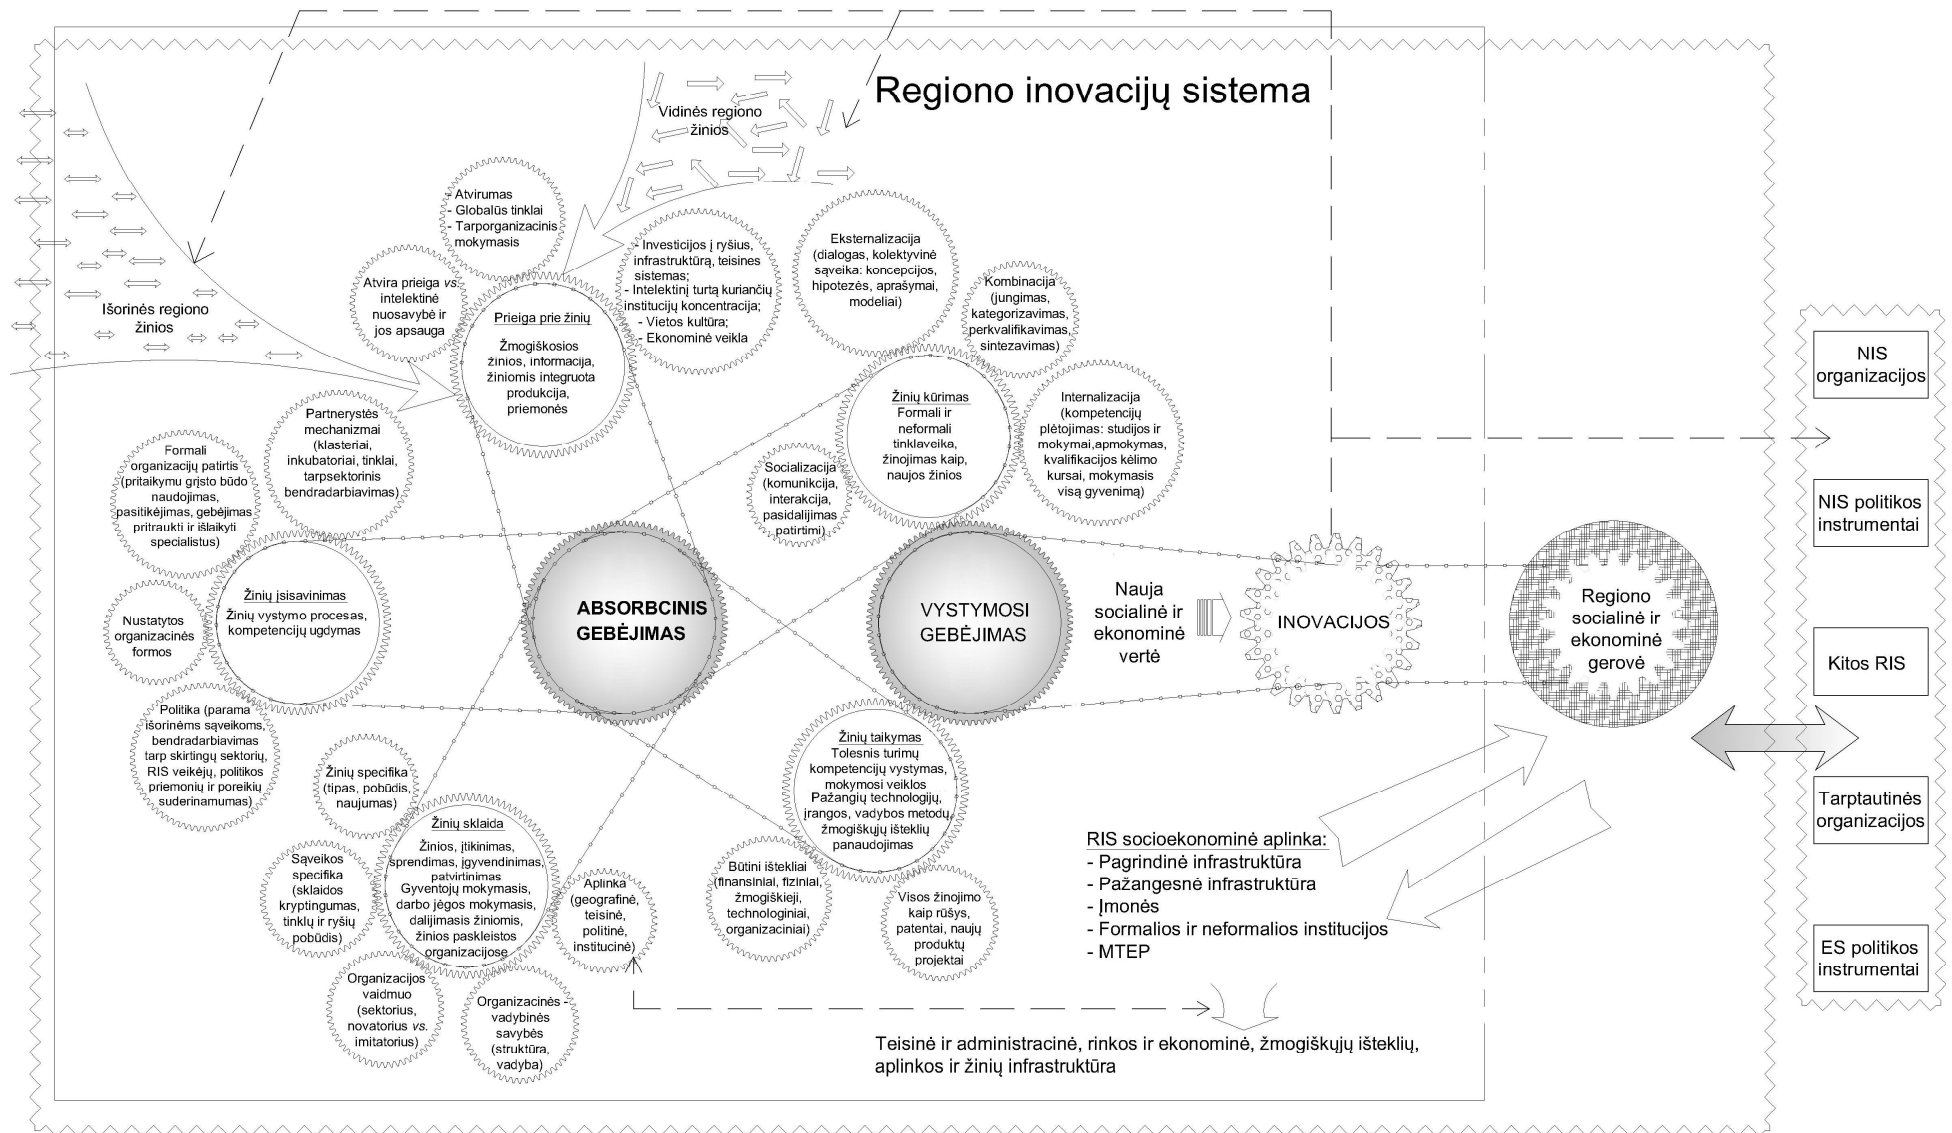 Regiono inovacijų sistema
Vidinės regiono
žinios
Išorinės regiono
žinios
- Atvirumas
- Globalūs tinklai
- Tarporganizacinis
mokymasis
Atvira prieiga vs.
intelektinė
nuosavybė ir
jos apsauga
- Investicijos į ryšius,
infrastruktūrą, teisines
sistemas;
- Intelektinį turtą kuriančių
institucijų koncentracija;
- Vietos kultūra;
- Ekonominė veikla
Prieiga prie žinių
Žmogiškosios
žinios, informacija,
žiniomis integruota
produkcija,
priemonės
Eksternalizacija
(dialogas, kolektyvinė
sąveika: koncepcijos,
hipotezės, aprašymai,
modeliai)
Kombinacija
(jungimas,
kategorizavimas,
perkvalifikavimas,
sintezavimas)
Žinių kūrimas
Formali ir
neformali
tinklaveika,
žinojimas kaip,
naujos žinios
Internalizacija
(kompetencijų
plėtojimas: studijos ir
mokymai,apmokymas,
kvalifikacijos kėlimo
kursai, mokymasis
visą gyvenimą)
Socializacija
(komunikcija,
interakcija,
pasidalijimas
patirtimi)
Partnerystės
mechanizmai
(klasteriai,
inkubatoriai, tinklai,
tarpsektorinis
bendradarbiavimas)
Formali
organizacijų patirtis
(pritaikymu grįsto būdo
naudojimas,
pasitikėjimas, gebėjimas
pritraukti ir išlaikyti
specialistus)
Žinių įsisavinimas
Žinių vystymo procesas,
kompetencijų ugdymas
Nustatytos
organizacinės
formos
Politika (parama
išorinėms sąveikoms,
bendradarbiavimas
tarp skirtingų sektorių,
RIS veikėjų, politikos
priemonių ir poreikių
suderinamumas)
ABSORBCINIS
GEBĖJIMAS
VYSTYMOSI
GEBĖJIMAS
Nauja
socialinė ir
ekonominė
vertė
INOVACIJOS
Regiono
socialinė ir
ekonominė
gerovė
Žinių specifika
(tipas, pobūdis,
naujumas)
Žinių sklaida
Žinios, įtikinimas,
sprendimas, įgyvendinimas,
patvirtinimas
Gyventojų mokymasis,
darbo jėgos mokymasis,
dalijimasis žiniomis,
žinios paskleistos
organizacijose
Sąveikos
specifika
(sklaidos
kryptingumas,
tinklų ir ryšių
pobūdis)
Organizacijos
vaidmuo
(sektorius,
novatorius vs.
imitatorius)
Organizacinės -
vadybinės
savybės
(struktūra,
vadyba)
Aplinka
(geografinė,
teisinė,
politinė,
institucinė)
Žinių taikymas
Tolesnis turimų
kompetencijų vystymas,
mokymosi veiklos
Pažangių technologijų,
įrangos, vadybos metodų,
žmogiškųjų išteklių
panaudojimas
Būtini ištekliai
(finansiniai, fiziniai,
žmogiškieji,
technologiniai,
organizaciniai)
Visos žinojimo
kaip rūšys,
patentai, naujų
produktų
projektai
RIS socioekonominė aplinka:
- Pagrindinė infrastruktūra
- Pažangesnė infrastruktūra
- Įmonės
- Formalios ir neformalios institucijos
- MTEP
Teisinė ir administracinė, rinkos ir ekonominė, žmogiškųjų išteklių,
aplinkos ir žinių infrastruktūra
NIS
organizacijos
NIS politikos
instrumentai
Kitos RIS
Tarptautinės
organizacijos
ES politikos
instrumentai